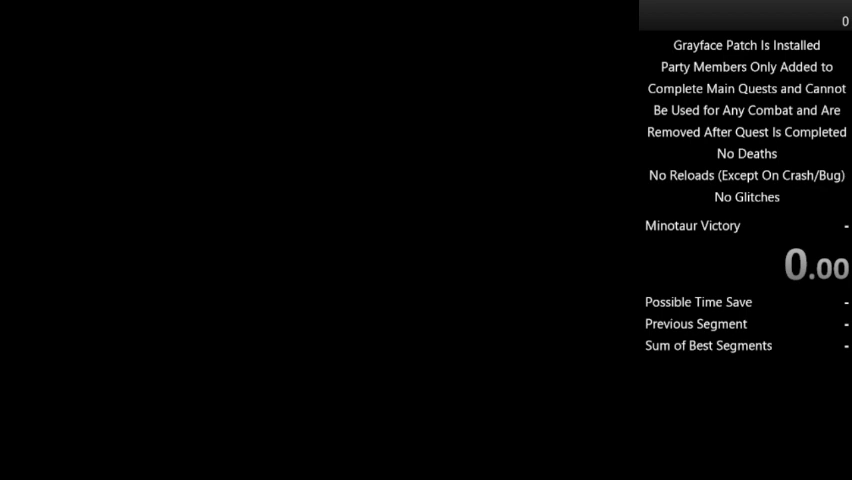 0
Grayface Patch Is Installed
Party Members Only Added to
Complete Main Quests and Cannot
Be Used for Any Combat and Are
Removed After Quest Is Completed
No Deaths
No Reloads (Except On Crash/Bug)
No Glitches
Minotaur Victory -
0.00
Possible Time Save -
Previous Segment -
Sum of Best Segments -